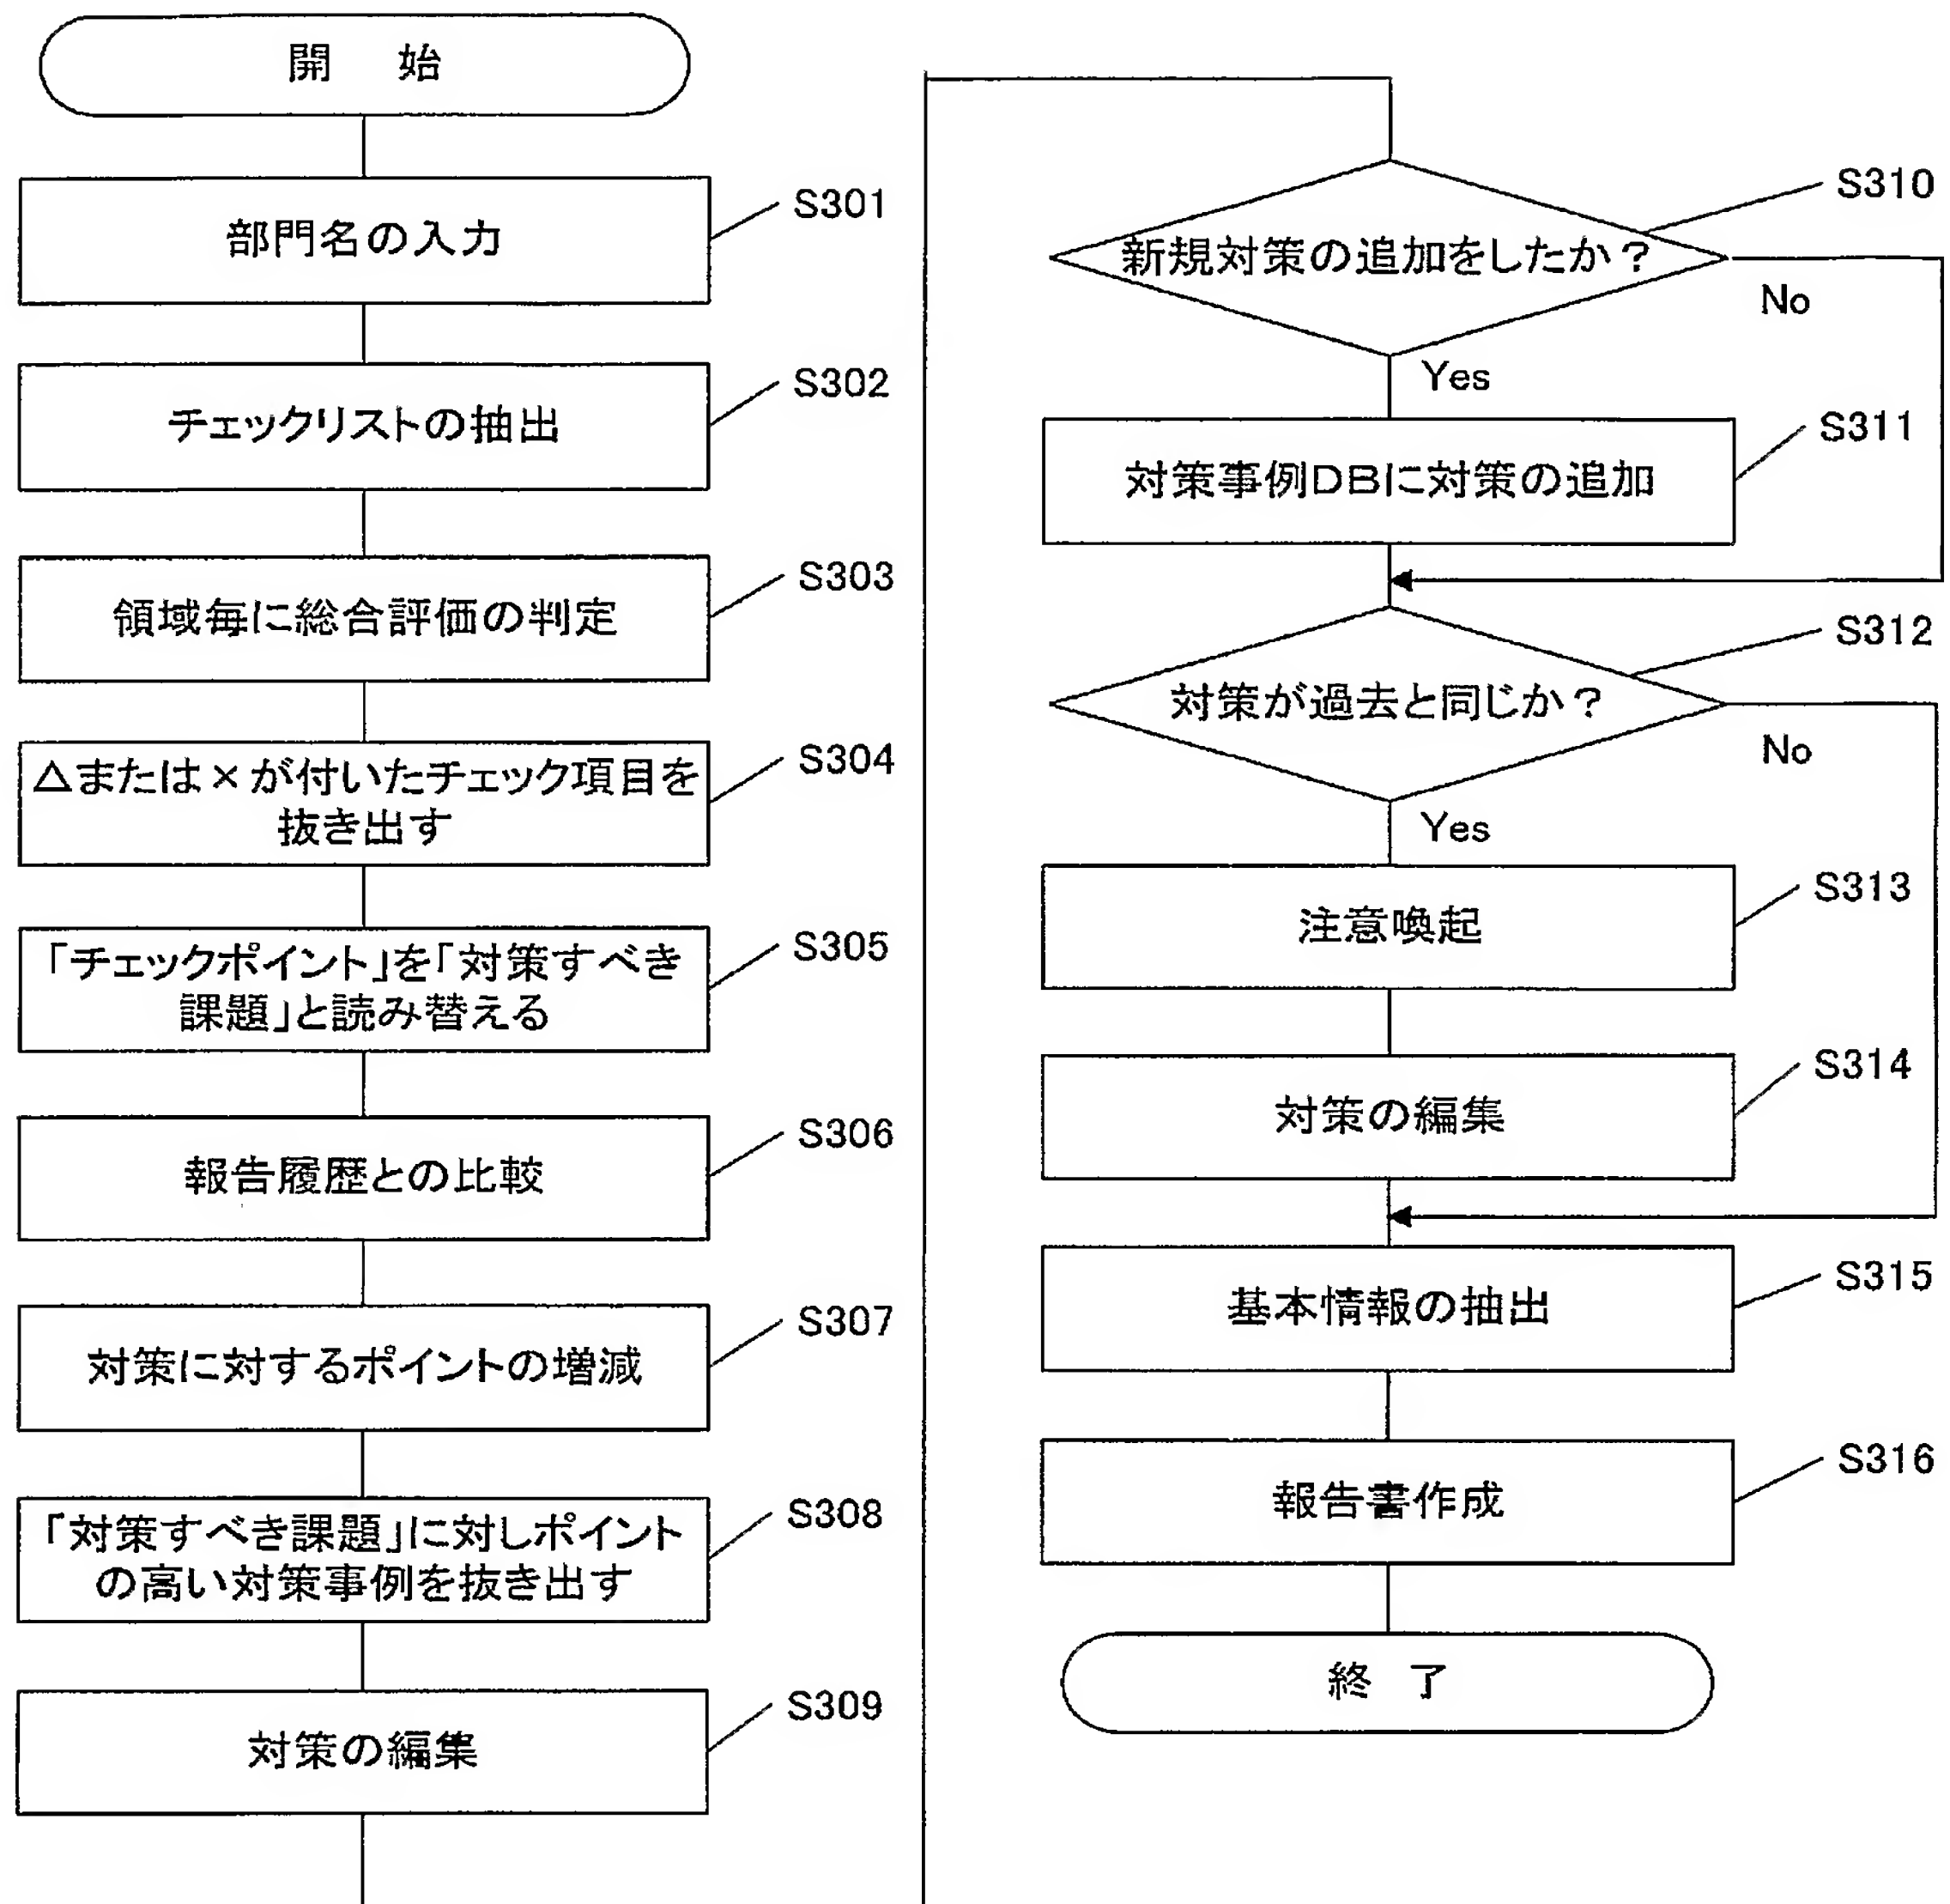 開 始
部門名の入力
S301
チェックリストの抽出
S302
領域毎に総合評価の判定
S303
△または×が付いたチェック項目を
抜き出す
S304
「チェックポイント」を「対策すべき
課題」と読み替える
S305
報告履歴との比較
S306
対策に対するポイントの増減
S307
「対策すべき課題」に対しポイント
の高い対策事例を抜き出す
S308
対策の編集
S309
新規対策の追加をしたか？
S310
No
Yes
対策事例DBに対策の追加
S311
対策が過去と同じか？
S312
No
Yes
注意喚起
S313
対策の編集
S314
基本情報の抽出
S315
報告書作成
S316
終 了